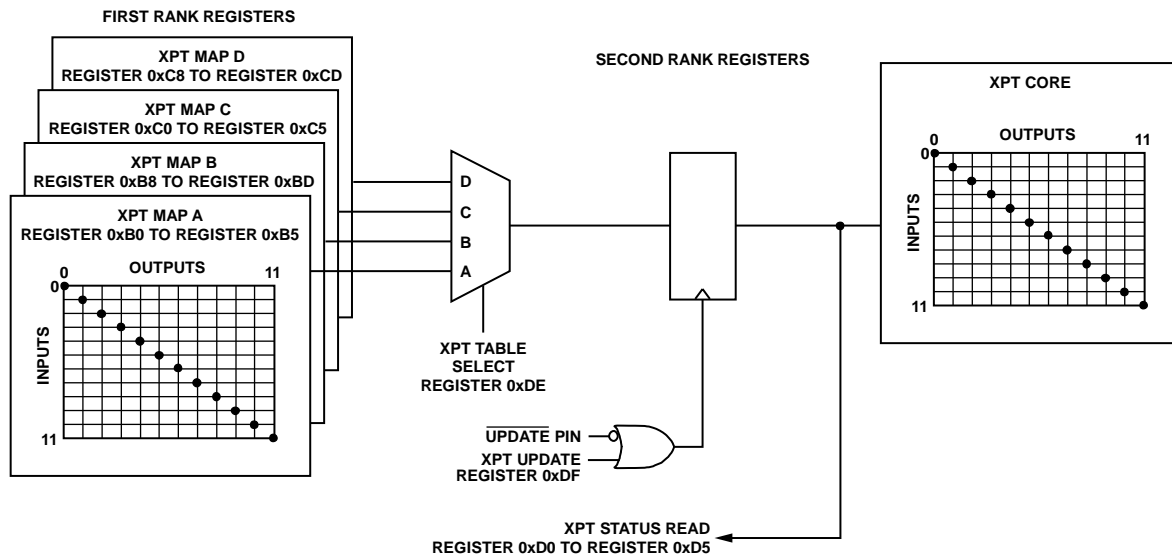 FIRST RANK REGISTERS
XPT MAP D
REGISTER 0xC8 TO REGISTER 0xCD
XPT MAP C
REGISTER 0xC0 TO REGISTER 0xC5
XPT MAP B
REGISTER 0xB8 TO REGISTER 0xBD
XPT MAP A
REGISTER 0xB0 TO REGISTER 0xB5
OUTPUTS
0
11
0
INPUTS
11
D
C
B
A
XPT TABLE
SELECT
REGISTER 0xDE
SECOND RANK REGISTERS
UPDATE PIN
XPT UPDATE
REGISTER 0xDF
XPT STATUS READ
REGISTER 0xD0 TO REGISTER 0xD5
XPT CORE
OUTPUTS
0
11
0
INPUTS
11